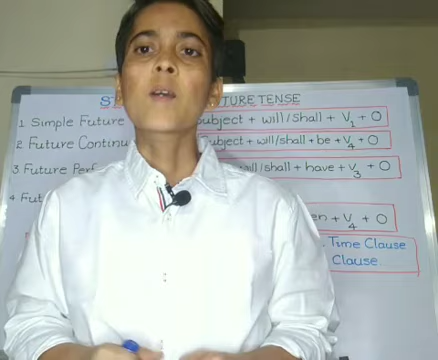 ST UTURE TENSE
1 Simple Future Subject + will/shall + V1 + O
2 Future Continu Subject + will/shall + be + V4 + O
3 Future Perf will/shall + have + V3 + O
4 Fut en + V4 + O
Time Clause
Clause